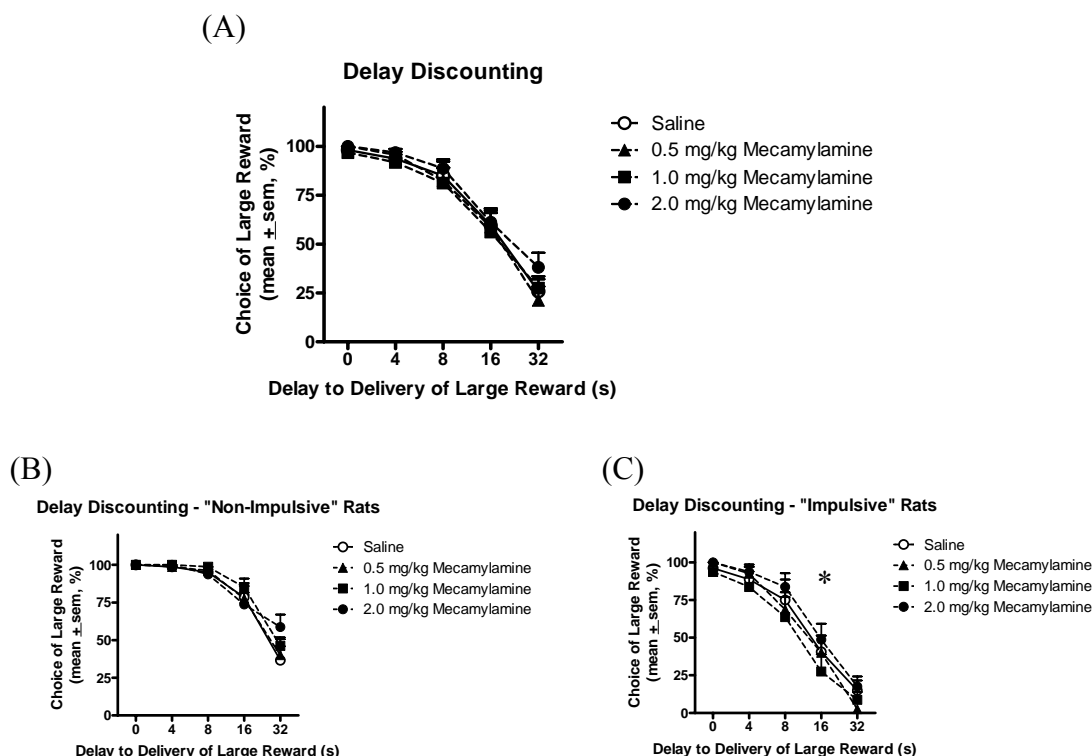 (A)
Delay Discounting
Choice of Large Reward
(mean ± sem, %)
100
75
50
25
0
0 4 8 16 32
Delay to Delivery of Large Reward (s)
Saline
0.5 mg/kg Mecamylamine
1.0 mg/kg Mecamylamine
2.0 mg/kg Mecamylamine
(B)
Delay Discounting - "Non-Impulsive" Rats
Choice of Large Reward
(mean ± sem, %)
100
75
50
25
0
0 4 8 16 32
Delay to Delivery of Large Reward (s)
Saline
0.5 mg/kg Mecamylamine
1.0 mg/kg Mecamylamine
2.0 mg/kg Mecamylamine
(C)
Delay Discounting - "Impulsive" Rats
Choice of Large Reward
(mean ± sem, %)
100
75
50
25
0
*
0 4 8 16 32
Delay to Delivery of Large Reward (s)
Saline
0.5 mg/kg Mecamylamine
1.0 mg/kg Mecamylamine
2.0 mg/kg Mecamylamine